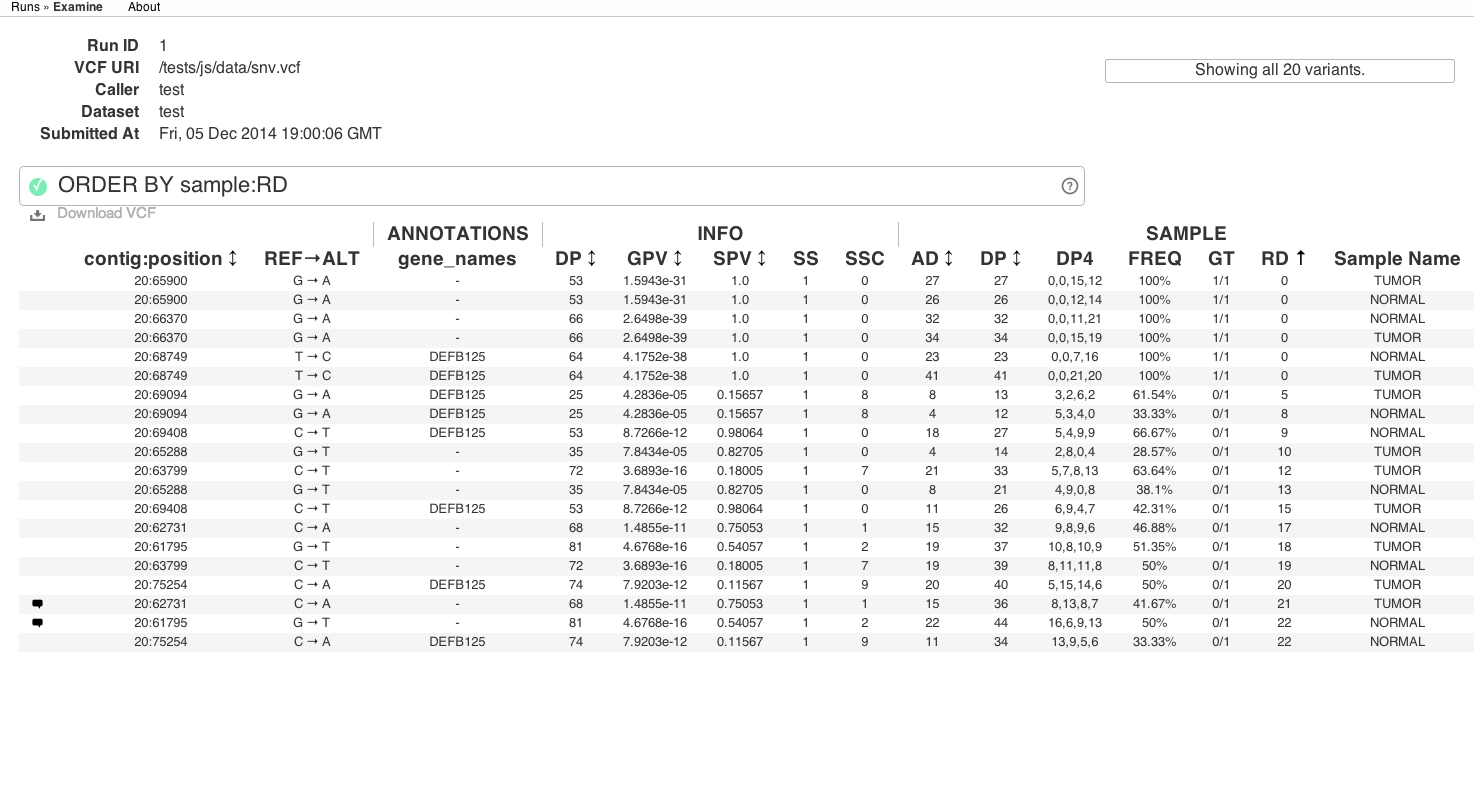 Runs » Examine About
Run ID 1
VCF URI /tests/js/data/snv.vcf
Caller test
Dataset test
Submitted At Fri, 05 Dec 2014 19:00:06 GMT
Showing all 20 variants.
ORDER BY sample:RD
Download VCF
ANNOTATIONS INFO SAMPLE
contig:position ↕ REF→ALT gene_names DP ↕ GPV ↕ SPV ↕ SS SSC AD ↕ DP ↕ DP4 FREQ GT RD ↑ Sample Name
20:65900 G → A - 53 1.5943e-31 1.0 1 0 27 27 0,0,15,12 100% 1/1 0 TUMOR
20:65900 G → A - 53 1.5943e-31 1.0 1 0 26 26 0,0,12,14 100% 1/1 0 NORMAL
20:66370 G → A - 66 2.6498e-39 1.0 1 0 32 32 0,0,11,21 100% 1/1 0 NORMAL
20:66370 G → A - 66 2.6498e-39 1.0 1 0 34 34 0,0,15,19 100% 1/1 0 TUMOR
20:68749 T → C DEFB125 64 4.1752e-38 1.0 1 0 23 23 0,0,7,16 100% 1/1 0 NORMAL
20:68749 T → C DEFB125 64 4.1752e-38 1.0 1 0 41 41 0,0,21,20 100% 1/1 0 TUMOR
20:69094 G → A DEFB125 25 4.2836e-05 0.15657 1 8 8 13 3,2,6,2 61.54% 0/1 5 TUMOR
20:69094 G → A DEFB125 25 4.2836e-05 0.15657 1 8 4 12 5,3,4,0 33.33% 0/1 8 NORMAL
20:69408 C → T DEFB125 53 8.7266e-12 0.98064 1 0 18 27 5,4,9,9 66.67% 0/1 9 NORMAL
20:65288 G → T - 35 7.8434e-05 0.82705 1 0 4 14 2,8,0,4 28.57% 0/1 10 TUMOR
20:63799 C → T - 72 3.6893e-16 0.18005 1 7 21 33 5,7,8,13 63.64% 0/1 12 TUMOR
20:65288 G → T - 35 7.8434e-05 0.82705 1 0 8 21 4,9,0,8 38.1% 0/1 13 NORMAL
20:69408 C → T DEFB125 53 8.7266e-12 0.98064 1 0 11 26 6,9,4,7 42.31% 0/1 15 TUMOR
20:62731 C → A - 68 1.4855e-11 0.75053 1 1 15 32 9,8,9,6 46.88% 0/1 17 NORMAL
20:61795 G → T - 81 4.6768e-16 0.54057 1 2 19 37 10,8,10,9 51.35% 0/1 18 TUMOR
20:63799 C → T - 72 3.6893e-16 0.18005 1 7 19 39 8,11,11,8 50% 0/1 19 NORMAL
20:75254 C → A DEFB125 74 7.9203e-12 0.11567 1 9 20 40 5,15,14,6 50% 0/1 20 TUMOR
20:62731 C → A - 68 1.4855e-11 0.75053 1 1 15 36 8,13,8,7 41.67% 0/1 21 TUMOR
20:61795 G → T - 81 4.6768e-16 0.54057 1 2 22 44 16,6,9,13 50% 0/1 22 NORMAL
20:75254 C → A DEFB125 74 7.9203e-12 0.11567 1 9 11 34 13,9,5,6 33.33% 0/1 22 NORMAL